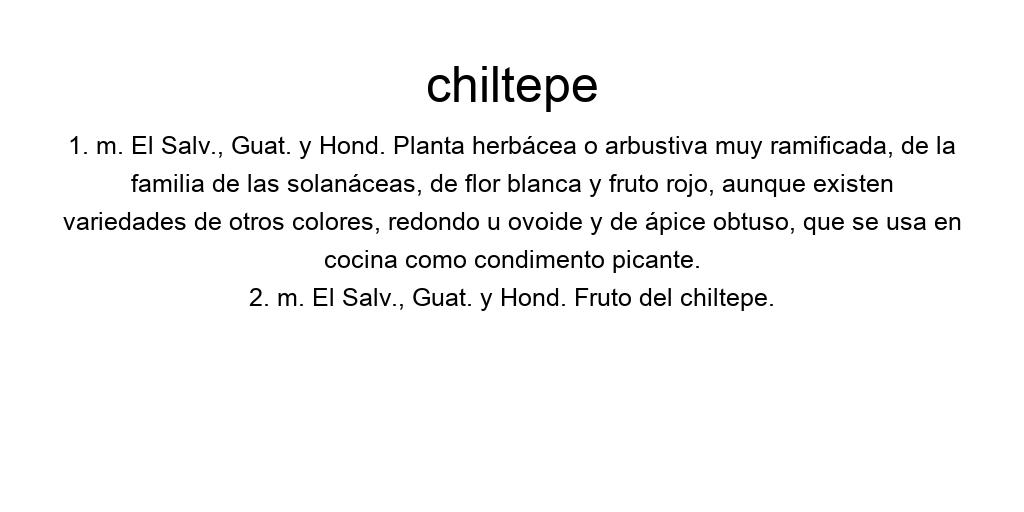 chiltepe
1. m. El Salv., Guat. y Hond. Planta herbácea o arbustiva muy ramificada, de la
familia de las solanáceas, de flor blanca y fruto rojo, aunque existen
variedades de otros colores, redondo u ovoide y de ápice obtuso, que se usa en
cocina como condimento picante.
2. m. El Salv., Guat. y Hond. Fruto del chiltepe.